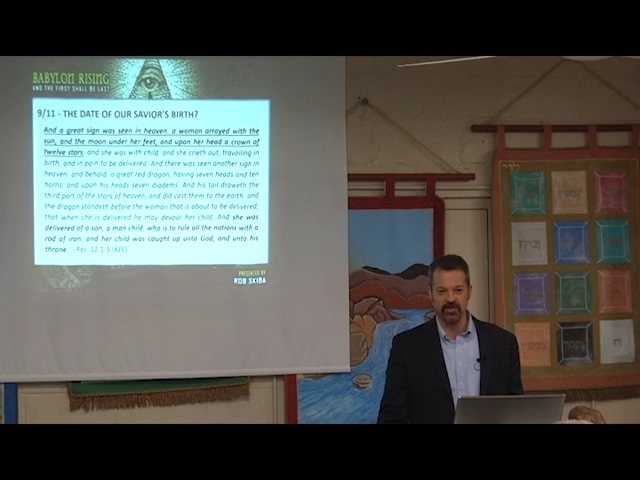 BABYLON RISING
AND THE FIRST SHALL BE LAST
9/11 - THE DATE OF OUR SAVIOR'S BIRTH?
And a great sign was seen in heaven: a woman arrayed with the
sun, and the moon under her feet, and upon her head a crown of
twelve stars; and she was with child; and she crieth out, travailing in
birth, and in pain to be delivered. And there was seen another sign in
heaven: and behold, a great red dragon, having seven heads and ten
horns, and upon his heads seven diadems. And his tail draweth the
third part of the stars of heaven, and did cast them to the earth: and
the dragon standeth before the woman that is about to be delivered,
that when she is delivered he may devour her child. And she was
delivered of a son, a man child, who is to rule all the nations with a
rod of iron: and her child was caught up unto God, and unto his
throne. - Rev. 12:1-5 (KJV)
PRESENTED BY
ROB SKIBA